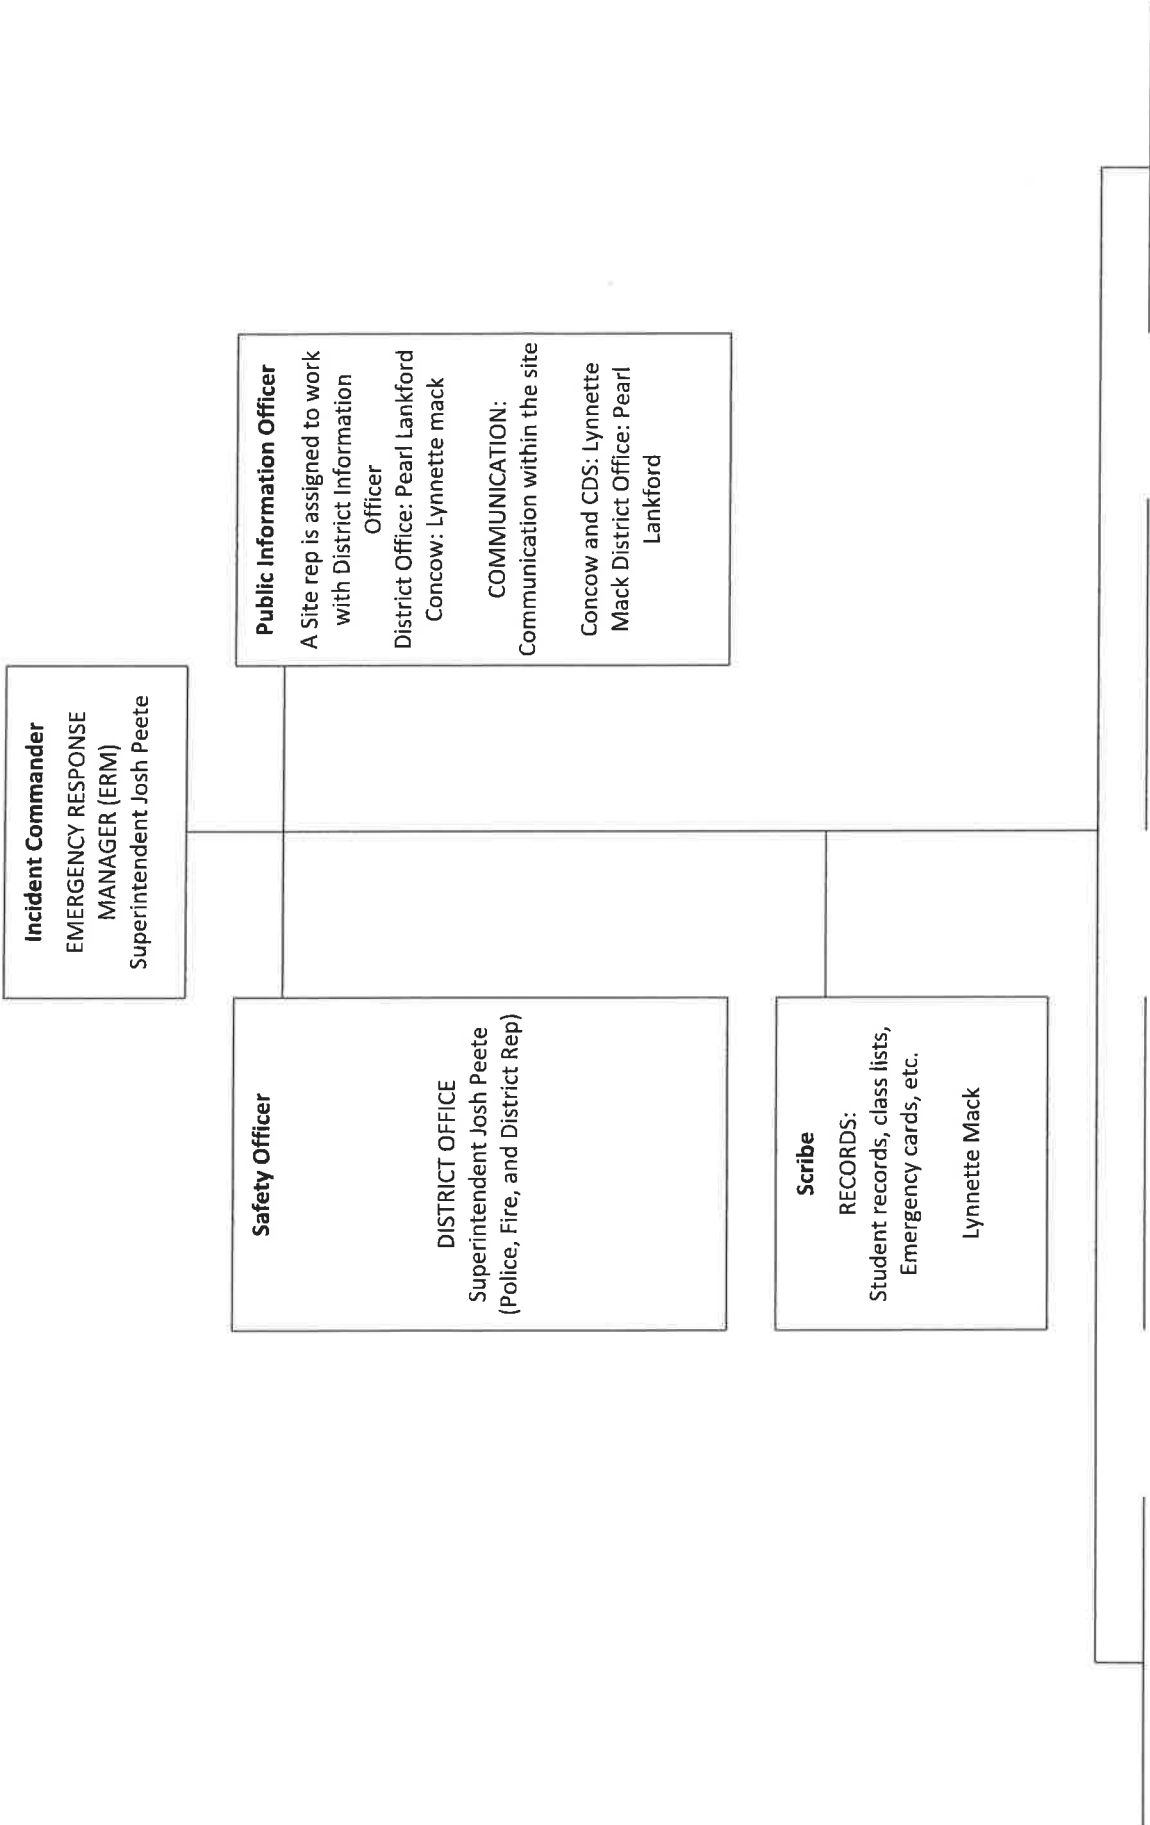 Incident Commander
EMERGENCY RESPONSE
MANAGER (ERM)
Superintendent Josh Peete
Safety Officer
DISTRICT OFFICE
Superintendent Josh Peete
(Police, Fire, and District Rep)
Public Information Officer
A Site rep is assigned to work
with District Information
Officer
District Office: Pearl Lankford
Concow: Lynnette mack
COMMUNICATION:
Communication within the site
Concow and CDS: Lynnette
Mack District Office: Pearl
Lankford
Scribe
RECORDS:
Student records, class lists,
Emergency cards, etc.
Lynnette Mack